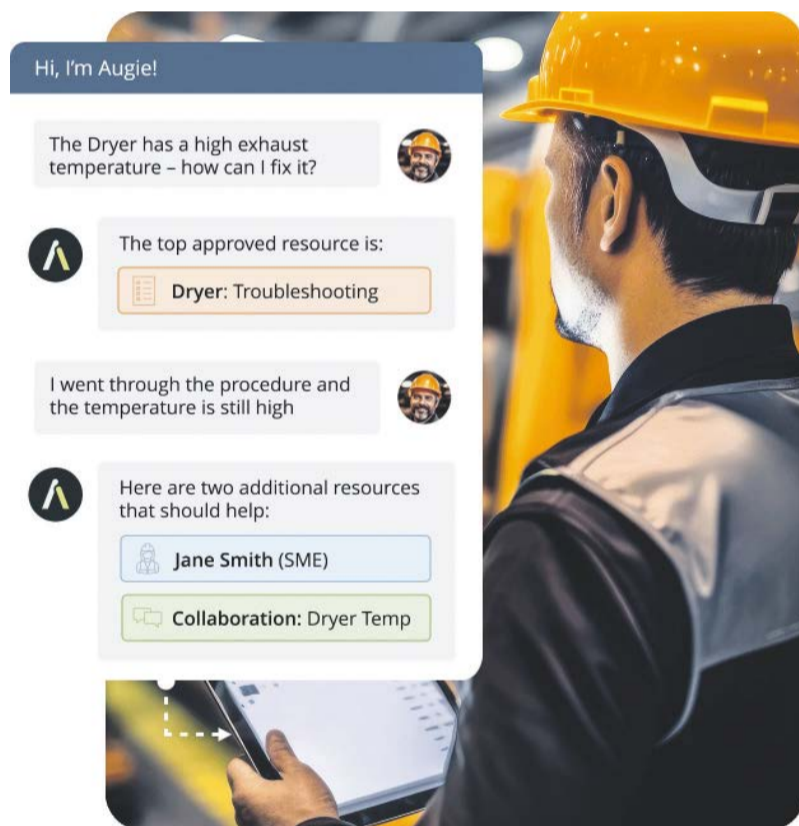 Hi, I'm Augie!
The Dryer has a high exhaust
temperature – how can I fix it?
The top approved resource is:
Dryer: Troubleshooting
I went through the procedure and
the temperature is still high
Here are two additional resources
that should help:
Jane Smith (SME)
Collaboration: Dryer Temp